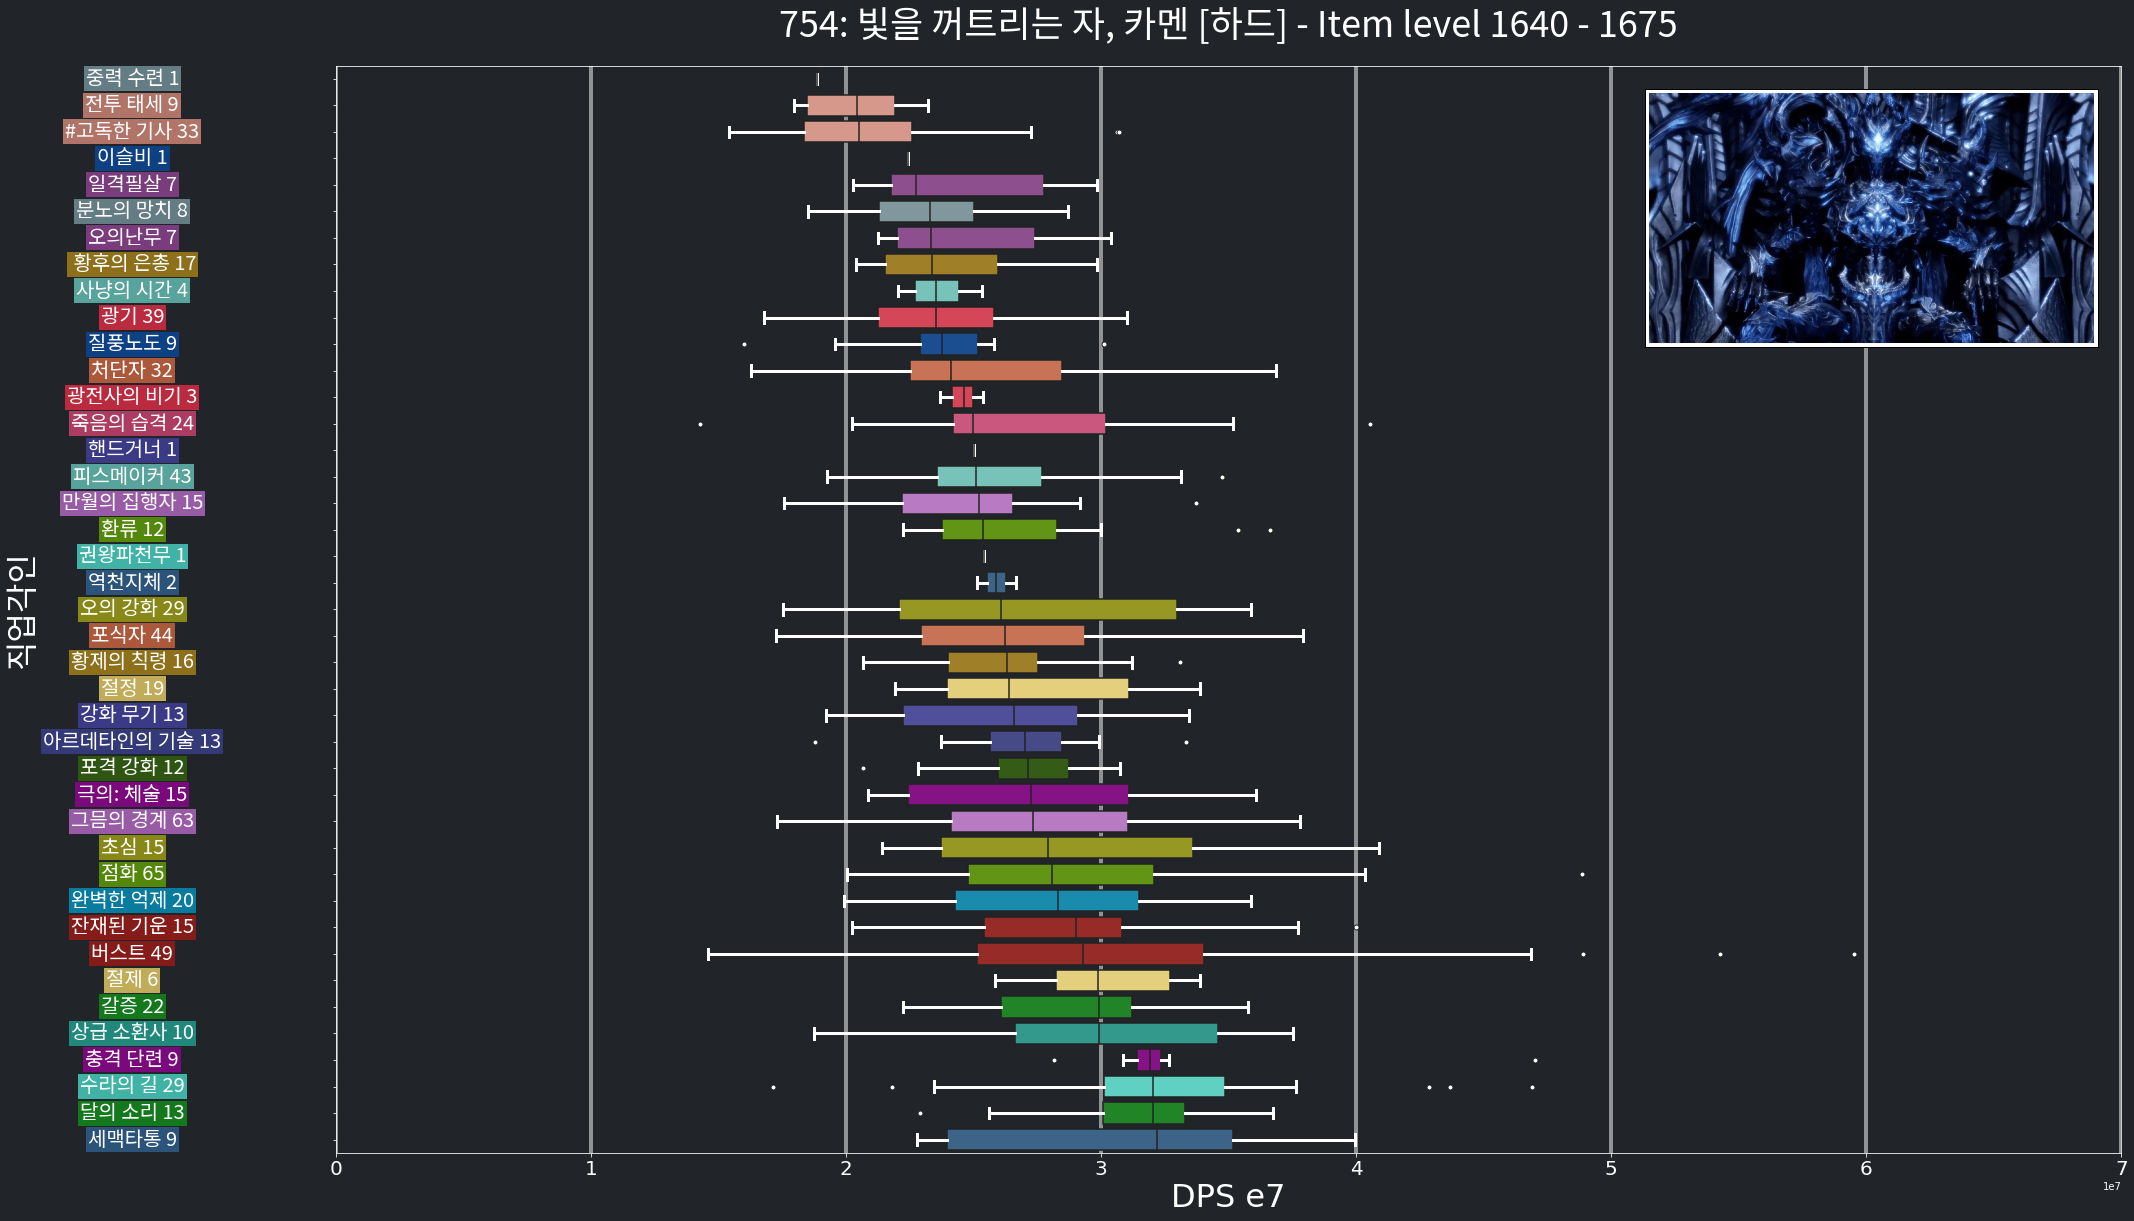 754: 빛을 꺼트리는 자, 카멘 [하드] - Item level 1640 - 1675
중력 수련 1
전투 태세 9
#고독한 기사 33
이슬비 1
일격필살 7
분노의 망치 8
오의난무 7
황후의 은총 17
사냥의 시간 4
광기 39
질풍노도 9
처단자 32
광전사의 비기 3
죽음의 습격 24
핸드거너 1
피스메이커 43
만월의 집행자 15
환류 12
권왕파천무 1
역천지체 2
오의 강화 29
포식자 44
황제의 칙령 16
절정 19
강화 무기 13
아르데타인의 기술 13
포격 강화 12
극의: 체술 15
그믐의 경계 63
초심 15
점화 65
완벽한 억제 20
잔재된 기운 15
버스트 49
절제 6
갈증 22
상급 소환사 10
충격 단련 9
수라의 길 29
달의 소리 13
세맥타통 9
직업각인
0 1 2 3 4 5 6 7
1e7
DPS e7